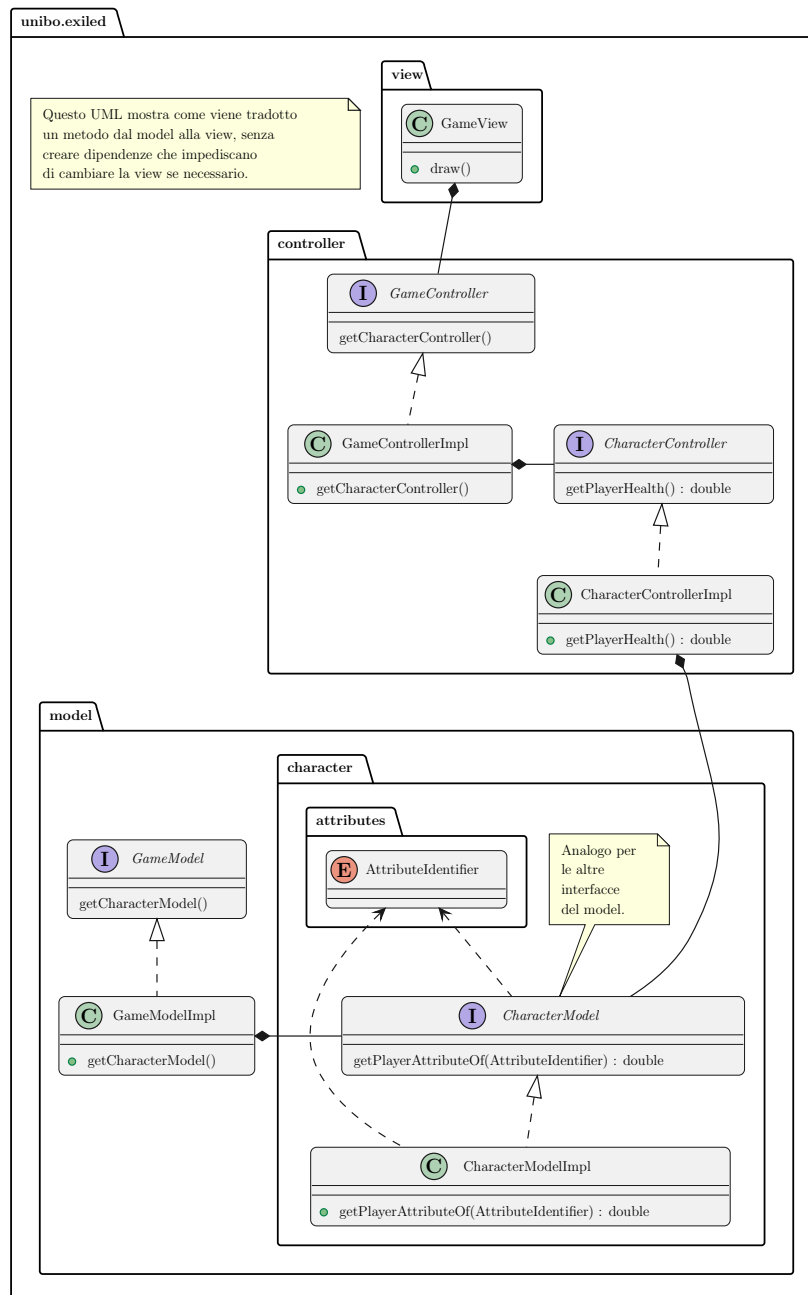 unibo.exiled
view
Questo UML mostra come viene tradotto
un metodo dal model alla view, senza
creare dipendenze che impediscano
di cambiare la view se necessario.
C GameView
draw()
controller
I GameController
getCharacterController()
C GameControllerImpl
getCharacterController()
I CharacterController
getPlayerHealth() : double
C CharacterControllerImpl
getPlayerHealth() : double
model
character
attributes
I GameModel
getCharacterModel()
E AttributeIdentifier
Analogo per
le altre
interfacce
del model.
C GameModelImpl
getCharacterModel()
I CharacterModel
getPlayerAttributeOf(AttributeIdentifier) : double
C CharacterModelImpl
getPlayerAttributeOf(AttributeIdentifier) : double